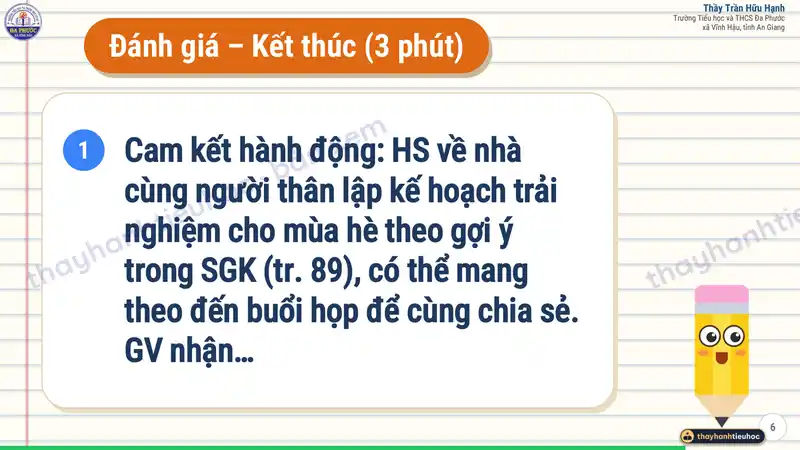 Thầy Trần Hữu Hạnh
Trường Tiểu học và THCS Đa Phước
xã Vĩnh Hậu, tỉnh An Giang
ĐA PHƯỚC
Đánh giá – Kết thúc (3 phút)
1
Cam kết hành động: HS về nhà
cùng người thân lập kế hoạch trải
nghiệm cho mùa hè theo gợi ý
trong SGK (tr. 89), có thể mang
theo đến buổi họp để cùng chia sẻ.
GV nhận...
6
thayhanhtieuhoc